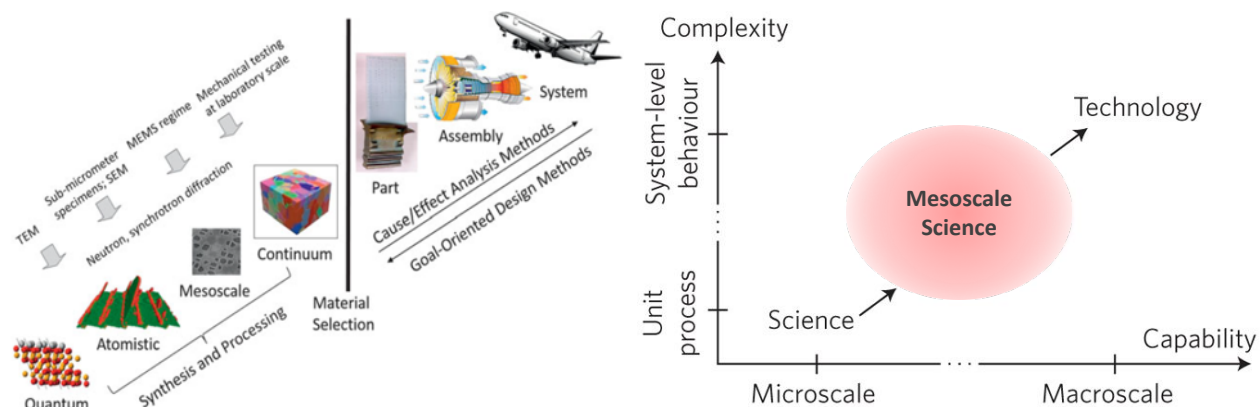 TEM
Sub-micrometer
specimens; SEM
MEMS regime
Mechanical testing
at laboratory scale
Neutron, synchrotron diffraction
Quantum
Atomistic
Mesoscale
Continuum
Synthesis and Processing
Material
Selection
Part
Assembly
System
Cause/Effect Analysis Methods
Goal-Oriented Design Methods
Complexity
System-level
behaviour
Unit
process
Technology
Mesoscale
Science
Science
Capability
Microscale
Macroscale